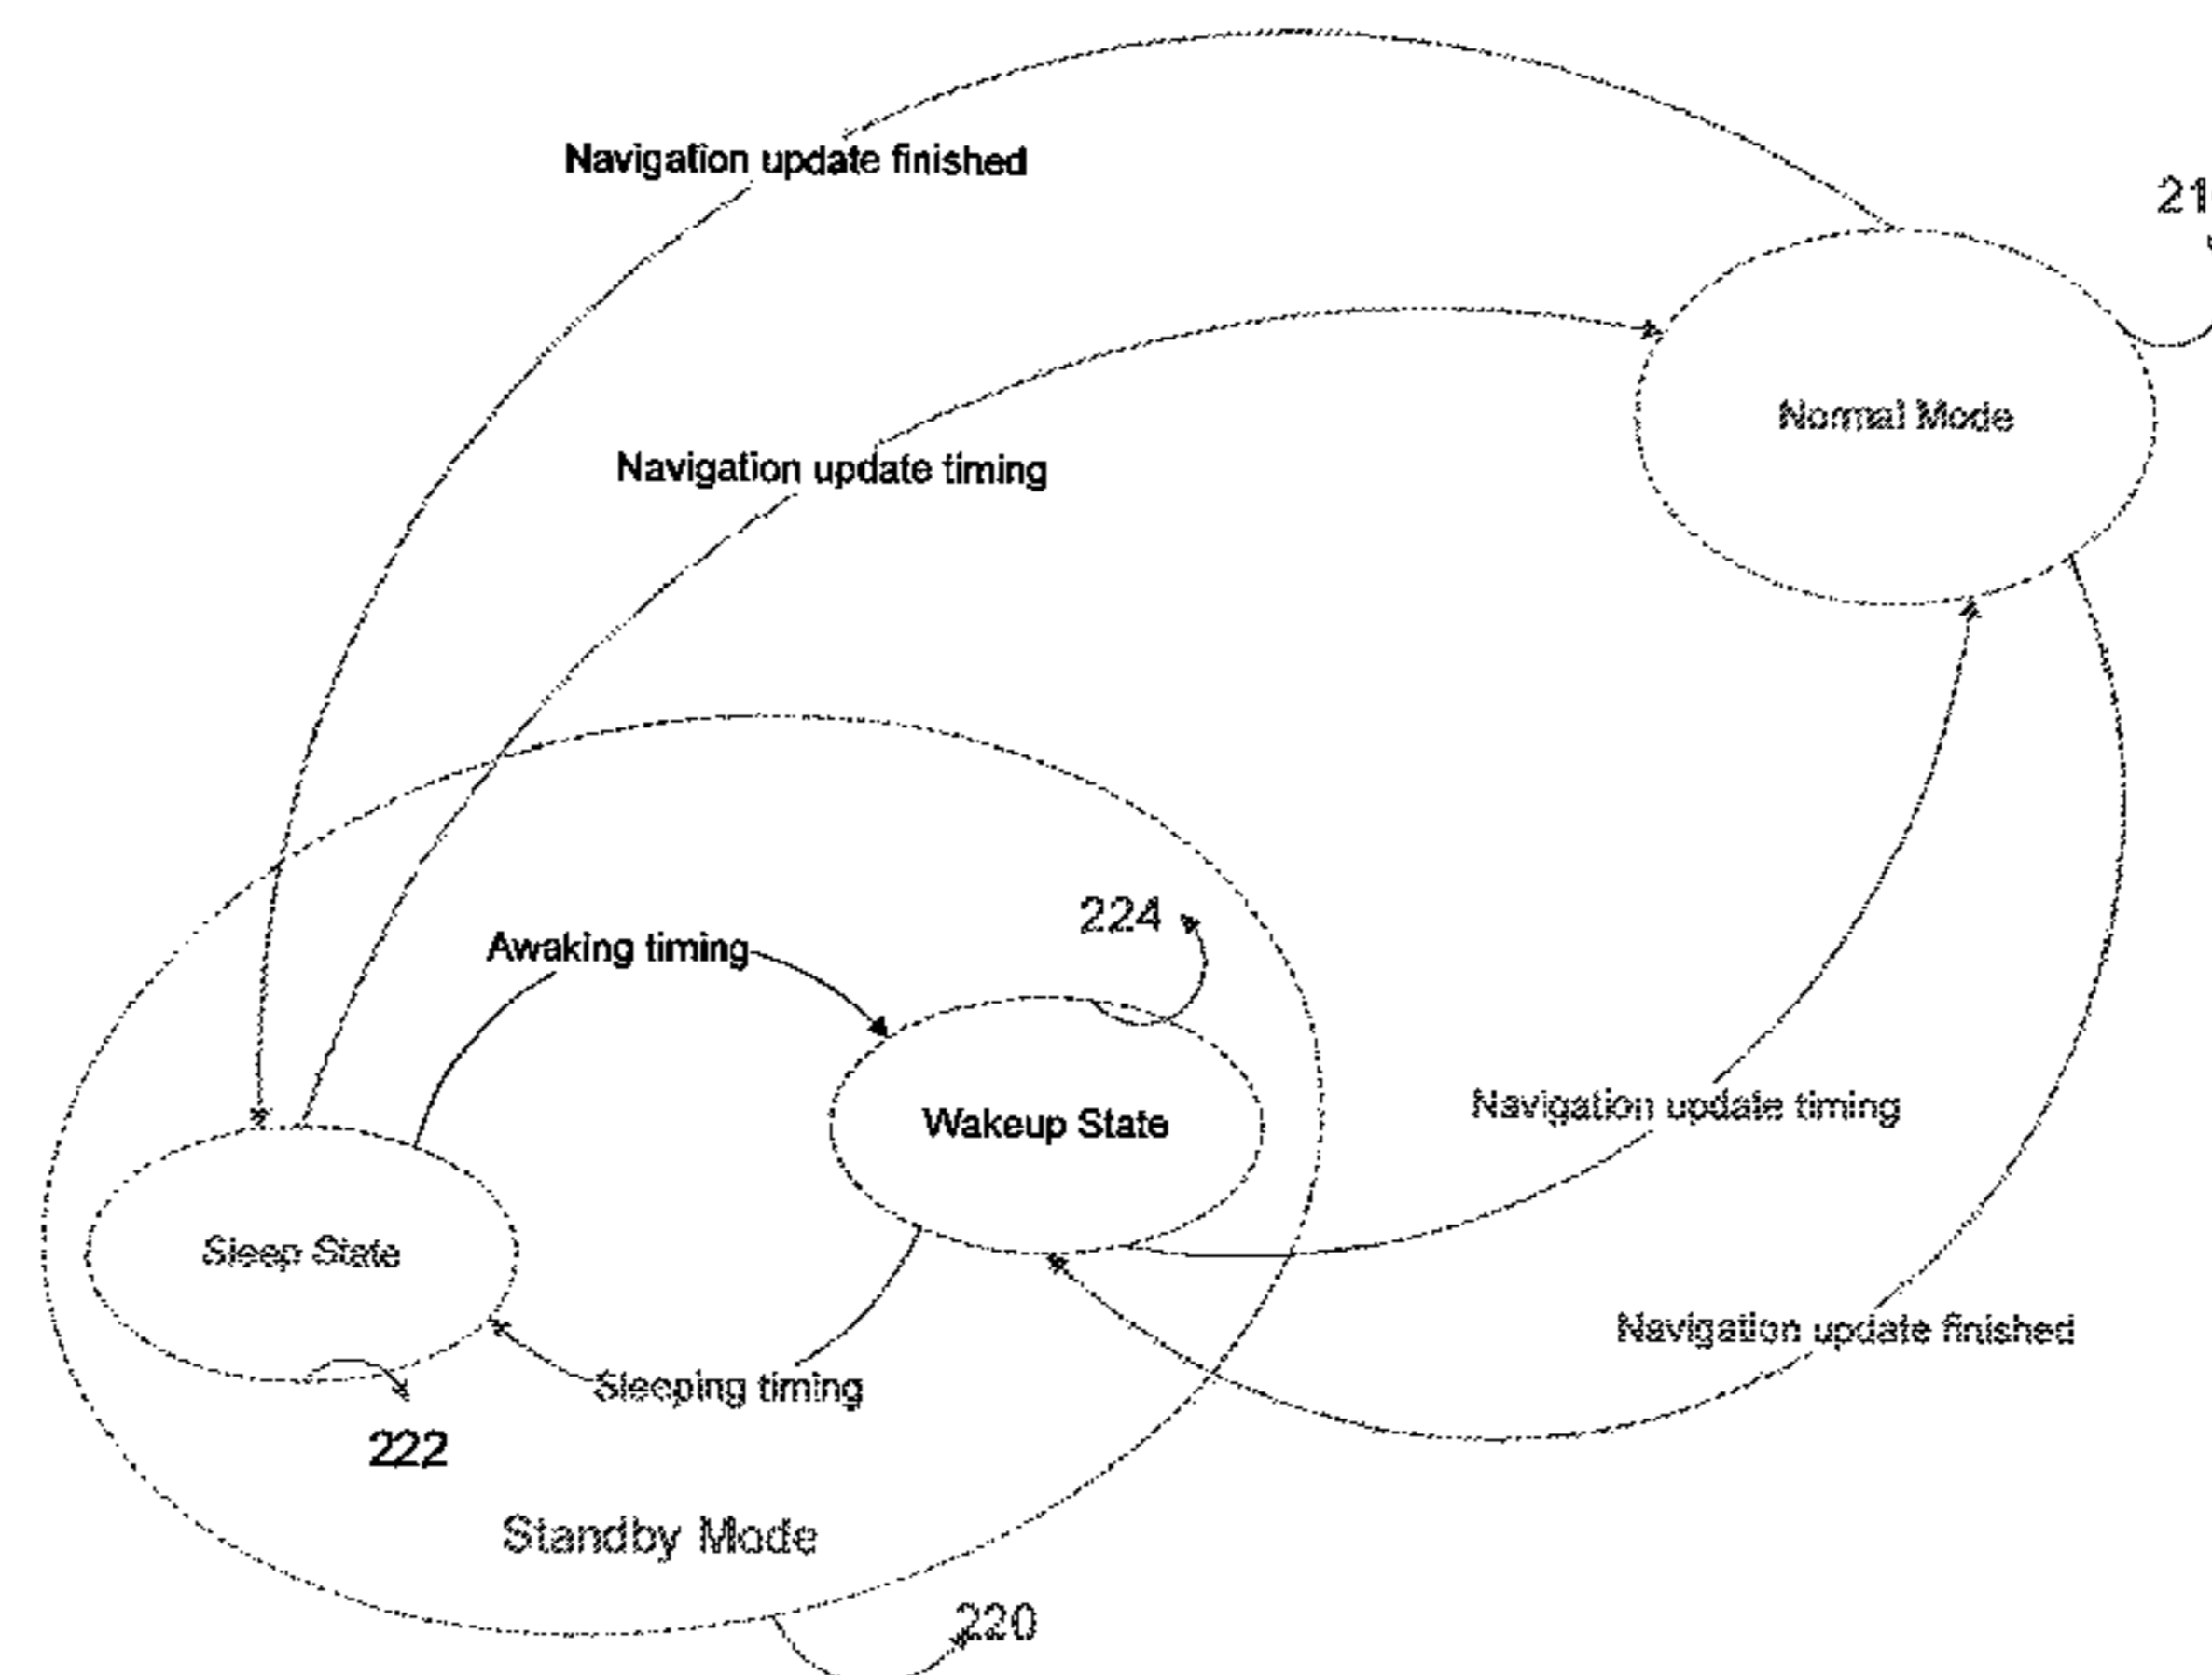 Navigation update finished
21
Navigation update timing
Normal Mode
224
Awaking timing
Wakeup State
Navigation update timing
Sleep State
Navigation update finished
Sleeping timing
222
Standby Mode
220